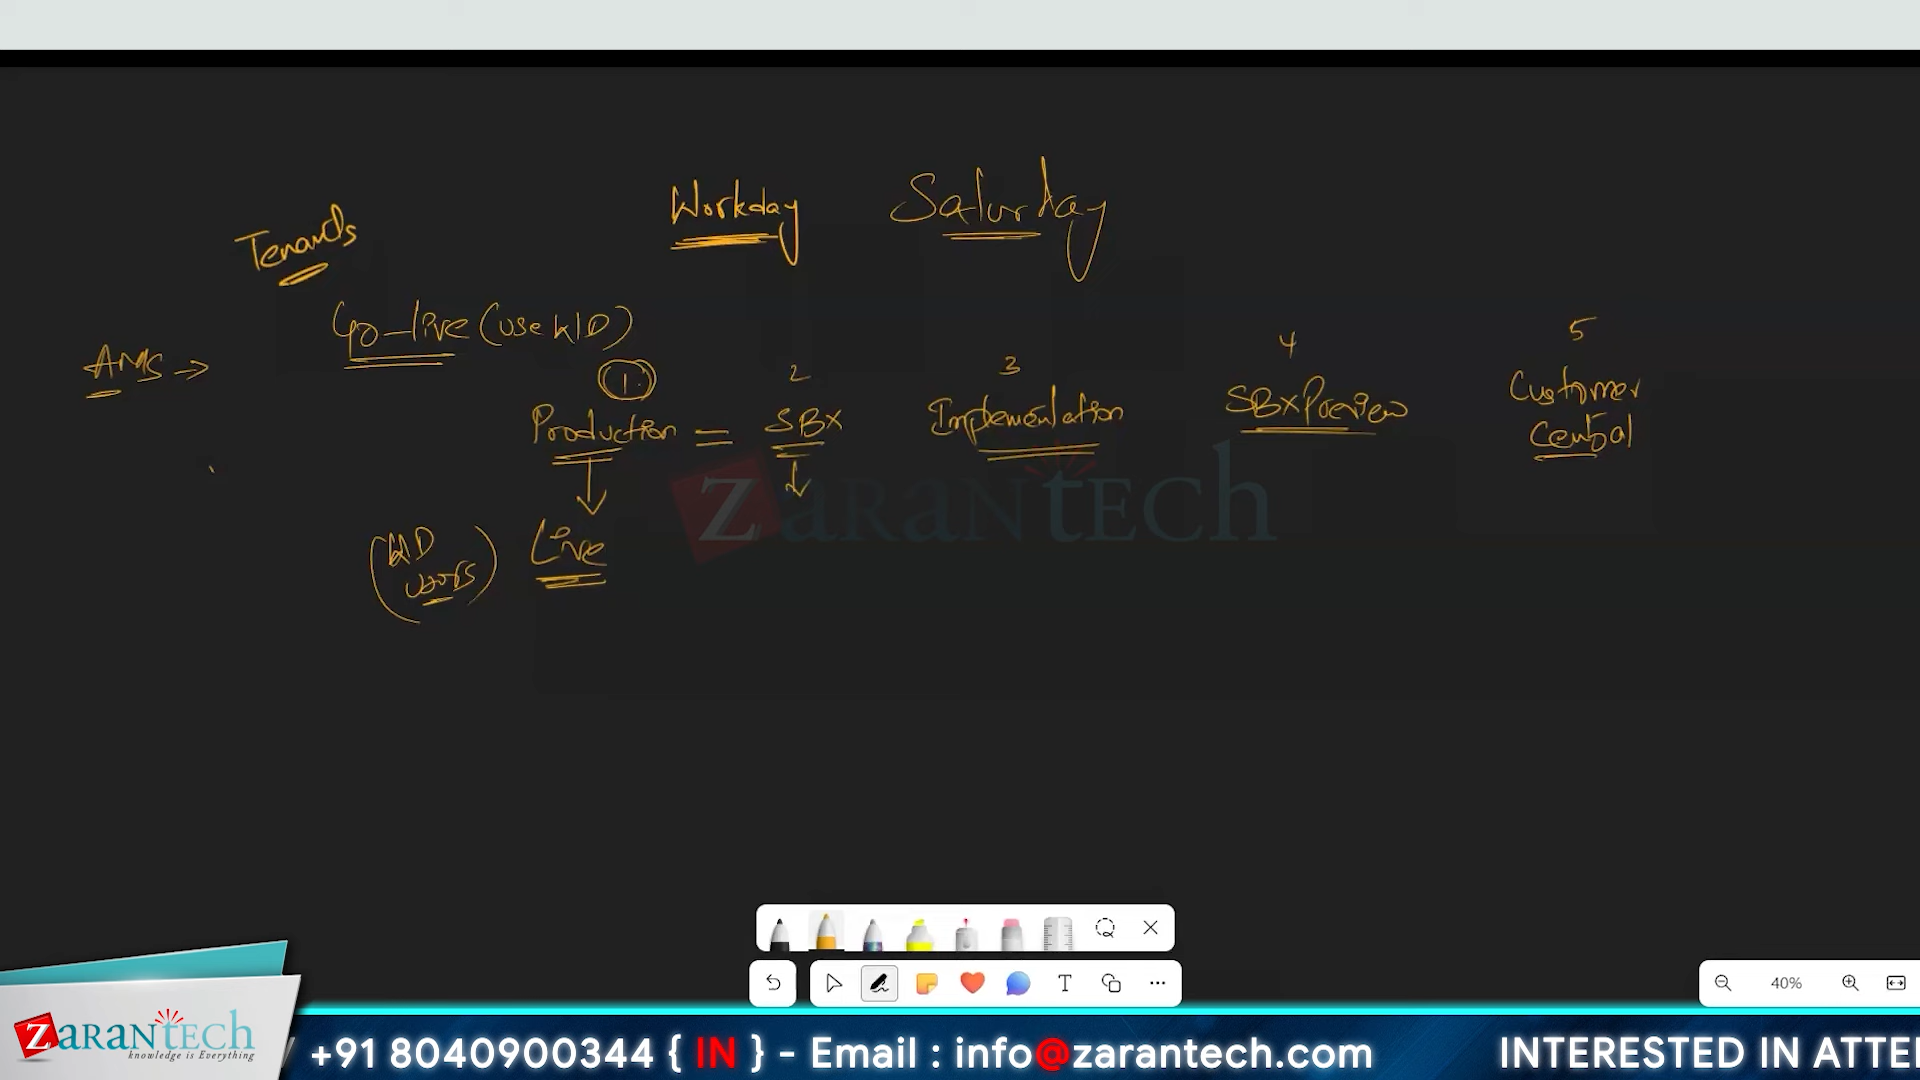 Workday Saturday
Tenants
Go-live (use WD)
AMS →
1. 2 3 4 5
Production = SBX Implementation SBX Preview Customer Central
(WD users) Live
ZARANTECH
40%
T
ZARANTECH
knowledge is Everything
+91 8040900344 { IN } - Email : info@zarantech.com INTERESTED IN ATTE